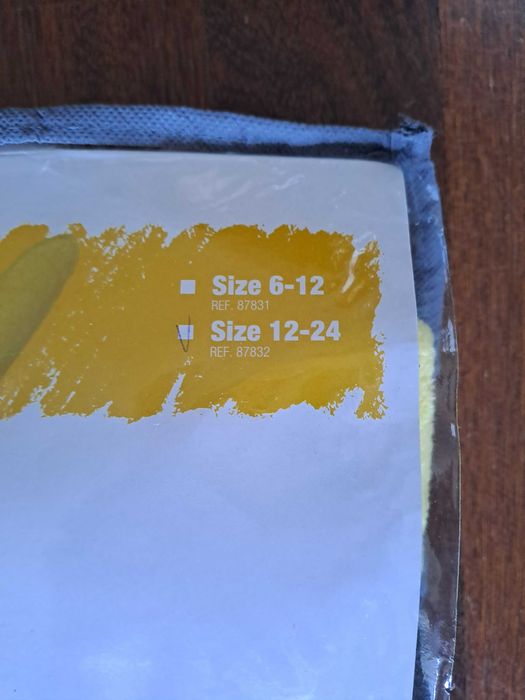 Size 6-12
REF. 87831
Size 12-24
REF. 87832